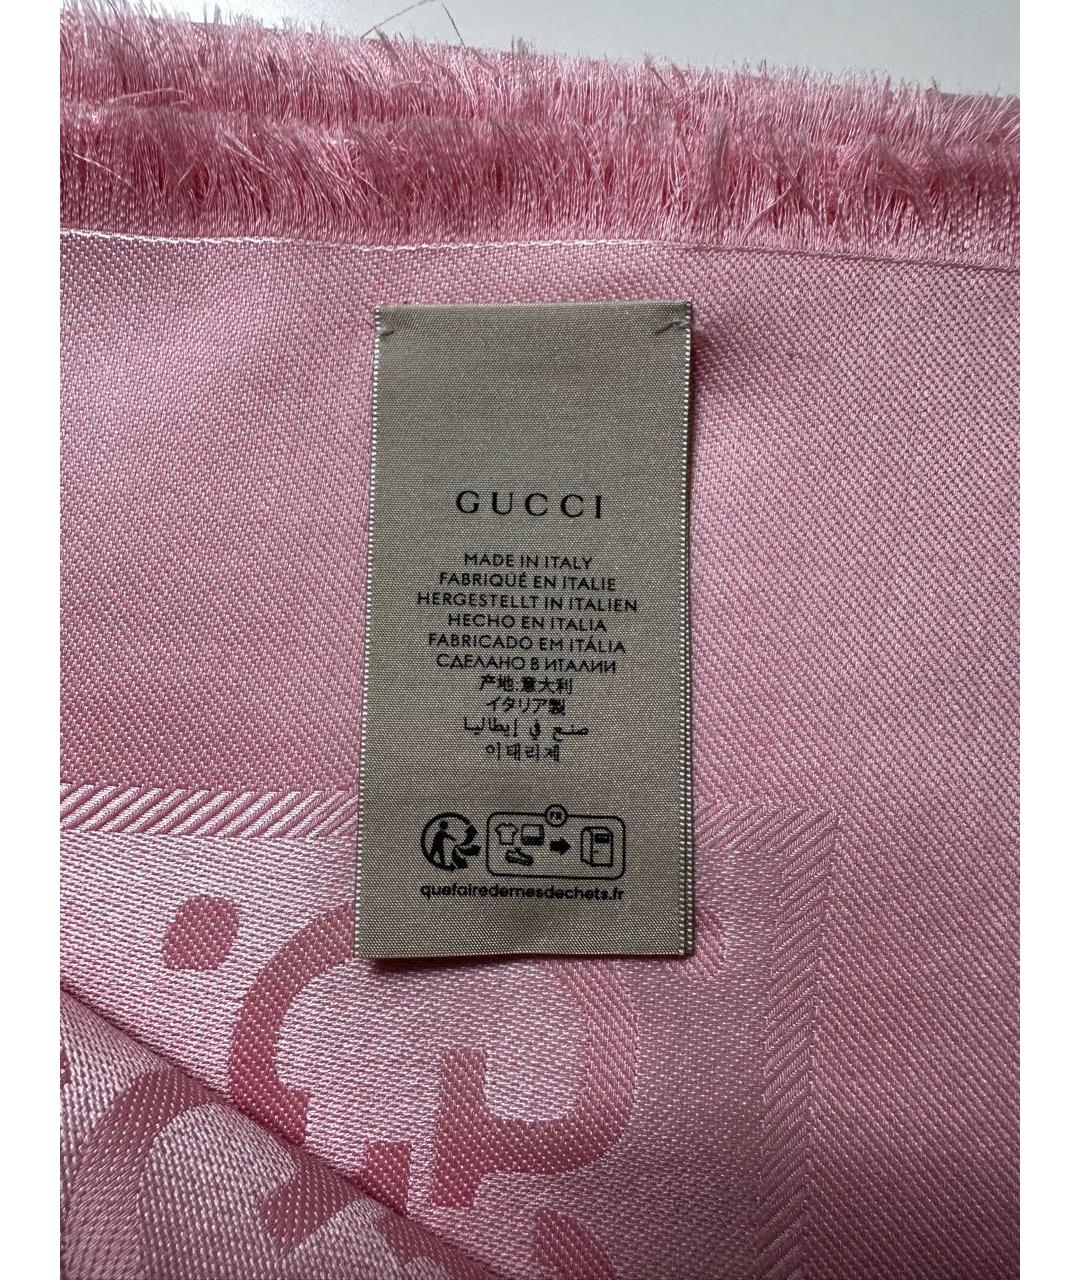 GUCCI
MADE IN ITALY
FABRIQUÉ EN ITALIE
HERGESTELLT IN ITALIEN
HECHO EN ITALIA
FABRICADO EM ITÁLIA
СДЕЛАНО В ИТАЛИИ
产地:意大利
イタリア製
صنع في إيطاليا
이태리제
FR
quefairedemesdechets.fr